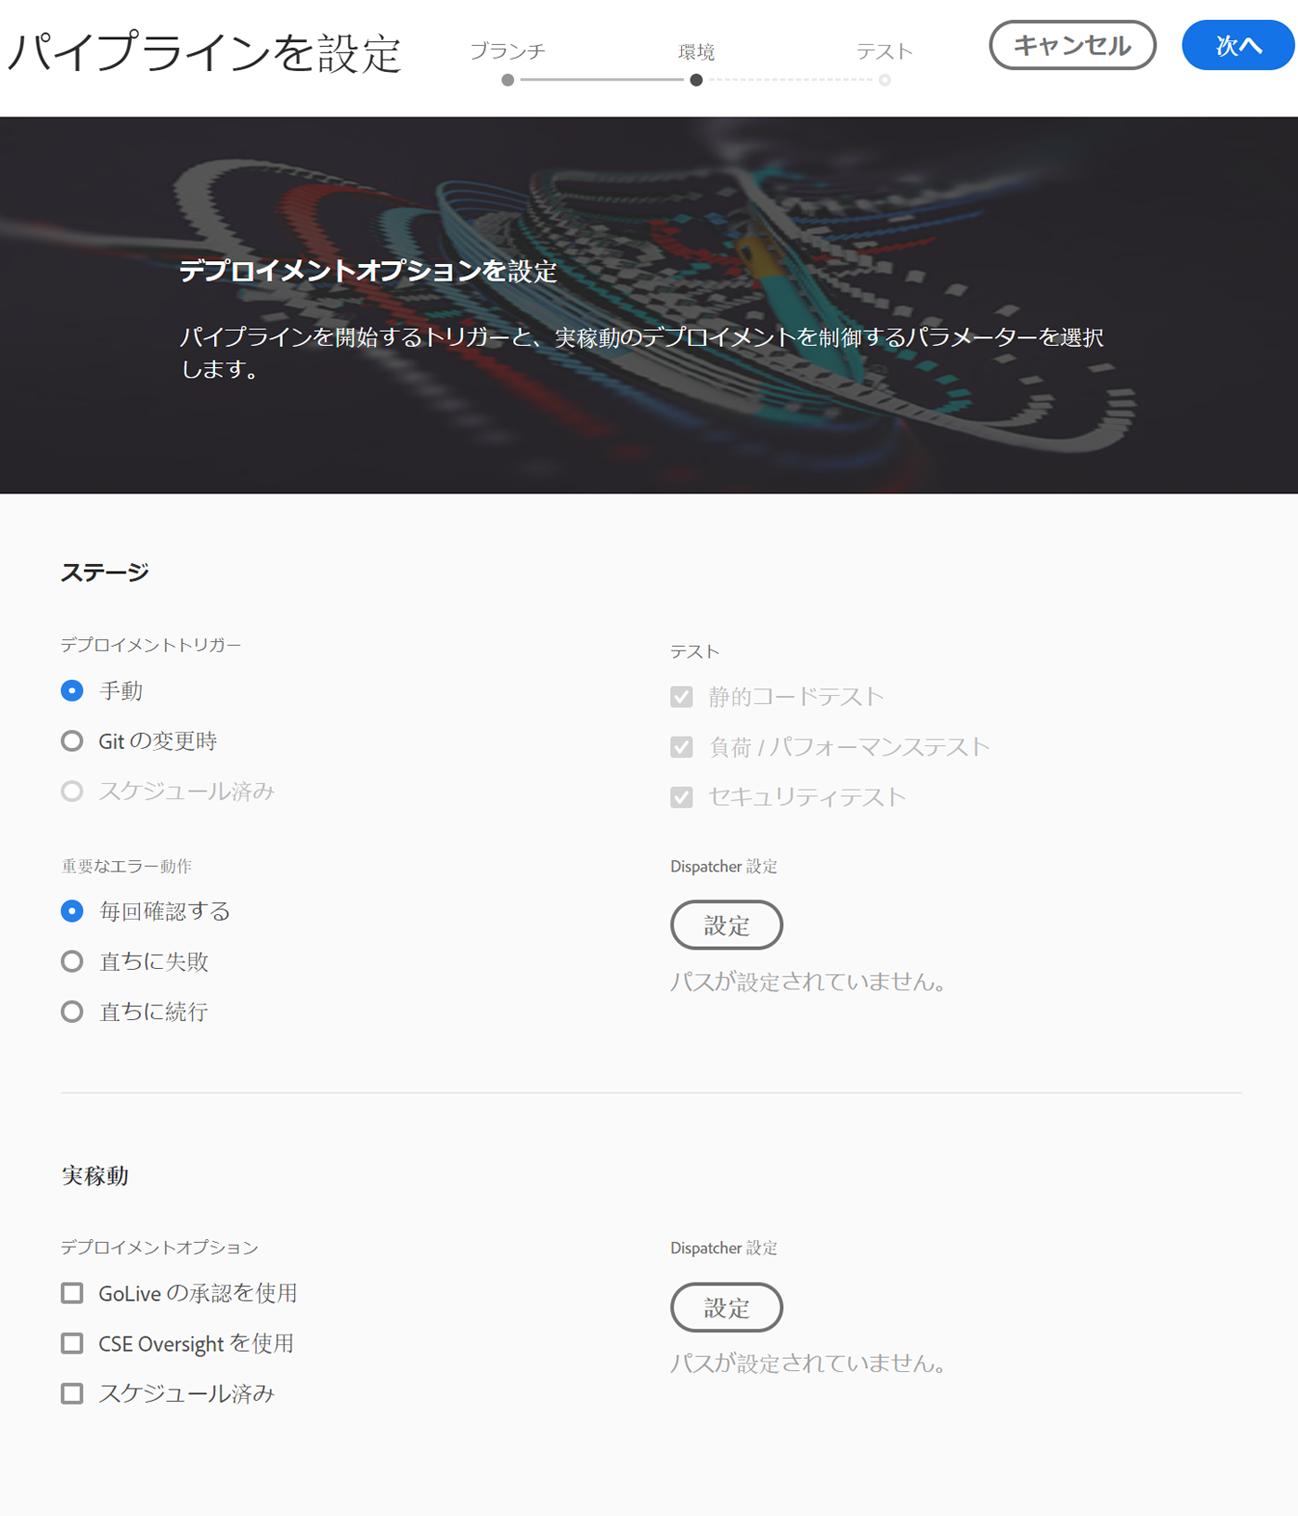 パイプラインを設定
ブランチ
環境
テスト
キャンセル
次へ
デプロイメントオプションを設定
パイプラインを開始するトリガーと、実稼動のデプロイメントを制御するパラメーターを選択
します。
ステージ
デプロイメントトリガー
手動
Git の変更時
スケジュール済み
テスト
静的コードテスト
負荷 / パフォーマンステスト
セキュリティテスト
重要なエラー動作
毎回確認する
直ちに失敗
直ちに続行
Dispatcher 設定
設定
パスが設定されていません。
実稼動
デプロイメントオプション
GoLive の承認を使用
CSE Oversight を使用
スケジュール済み
Dispatcher 設定
設定
パスが設定されていません。